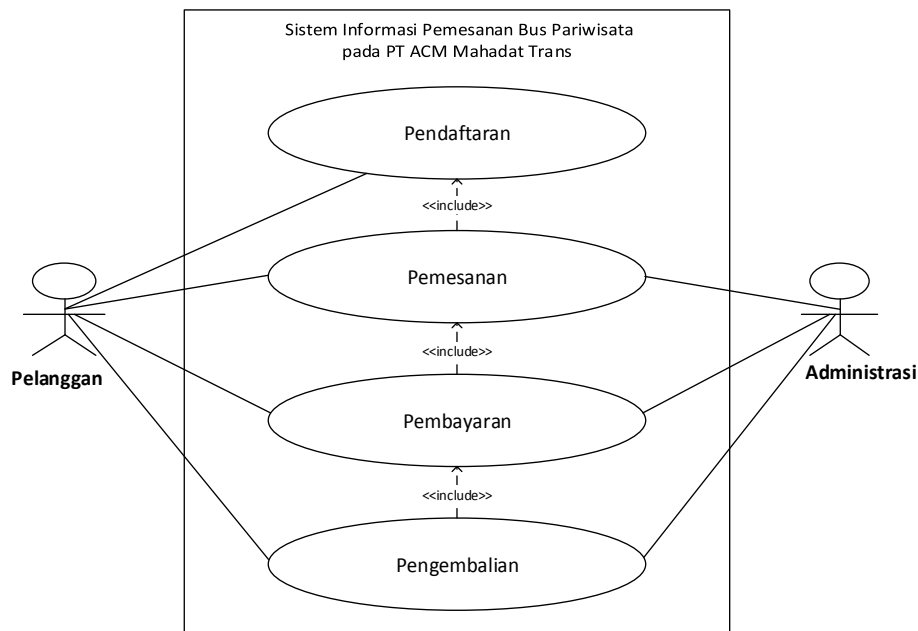 Sistem Informasi Pemesanan Bus Pariwisata
pada PT ACM Mahadat Trans
Pendaftaran
<<include>>
Pemesanan
<<include>>
Pelanggan
Administrasi
Pembayaran
<<include>>
Pengembalian